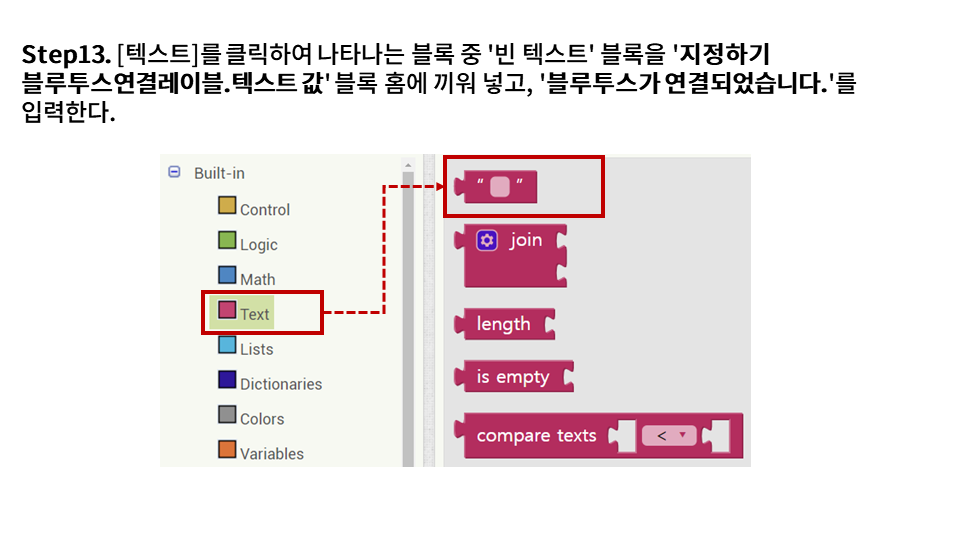 Step13. [텍스트]를 클릭하여 나타나는 블록 중 '빈 텍스트' 블록을 '지정하기
블루투스연결레이블.텍스트 값' 블록 홈에 끼워 넣고, '블루투스가 연결되었습니다.'를
입력한다.
Built-in
Control
Logic
Math
Text
Lists
Dictionaries
Colors
Variables
“ ”
join
length
is empty
compare texts <